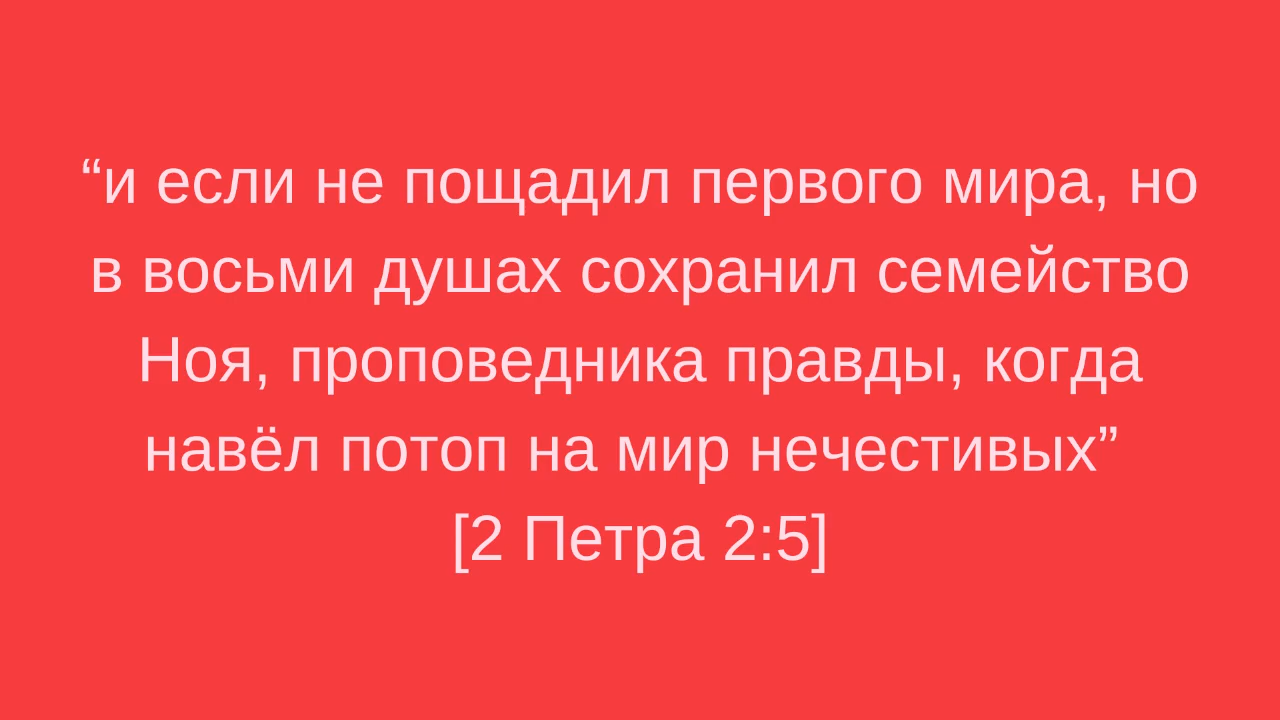 “и если не пощадил первого мира, но
в восьми душах сохранил семейство
Ноя, проповедника правды, когда
навёл потоп на мир нечестивых”
[2 Петра 2:5]